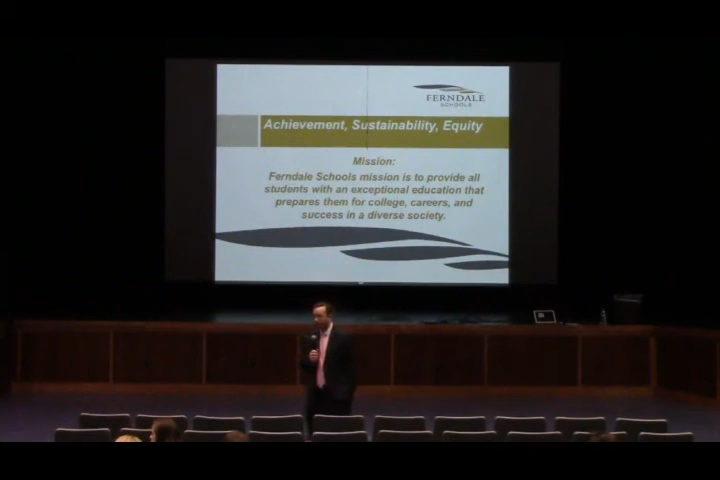 FERNDALE
SCHOOLS
Achievement, Sustainability, Equity
Mission:
Ferndale Schools mission is to provide all
students with an exceptional education that
prepares them for college, careers, and
success in a diverse society.